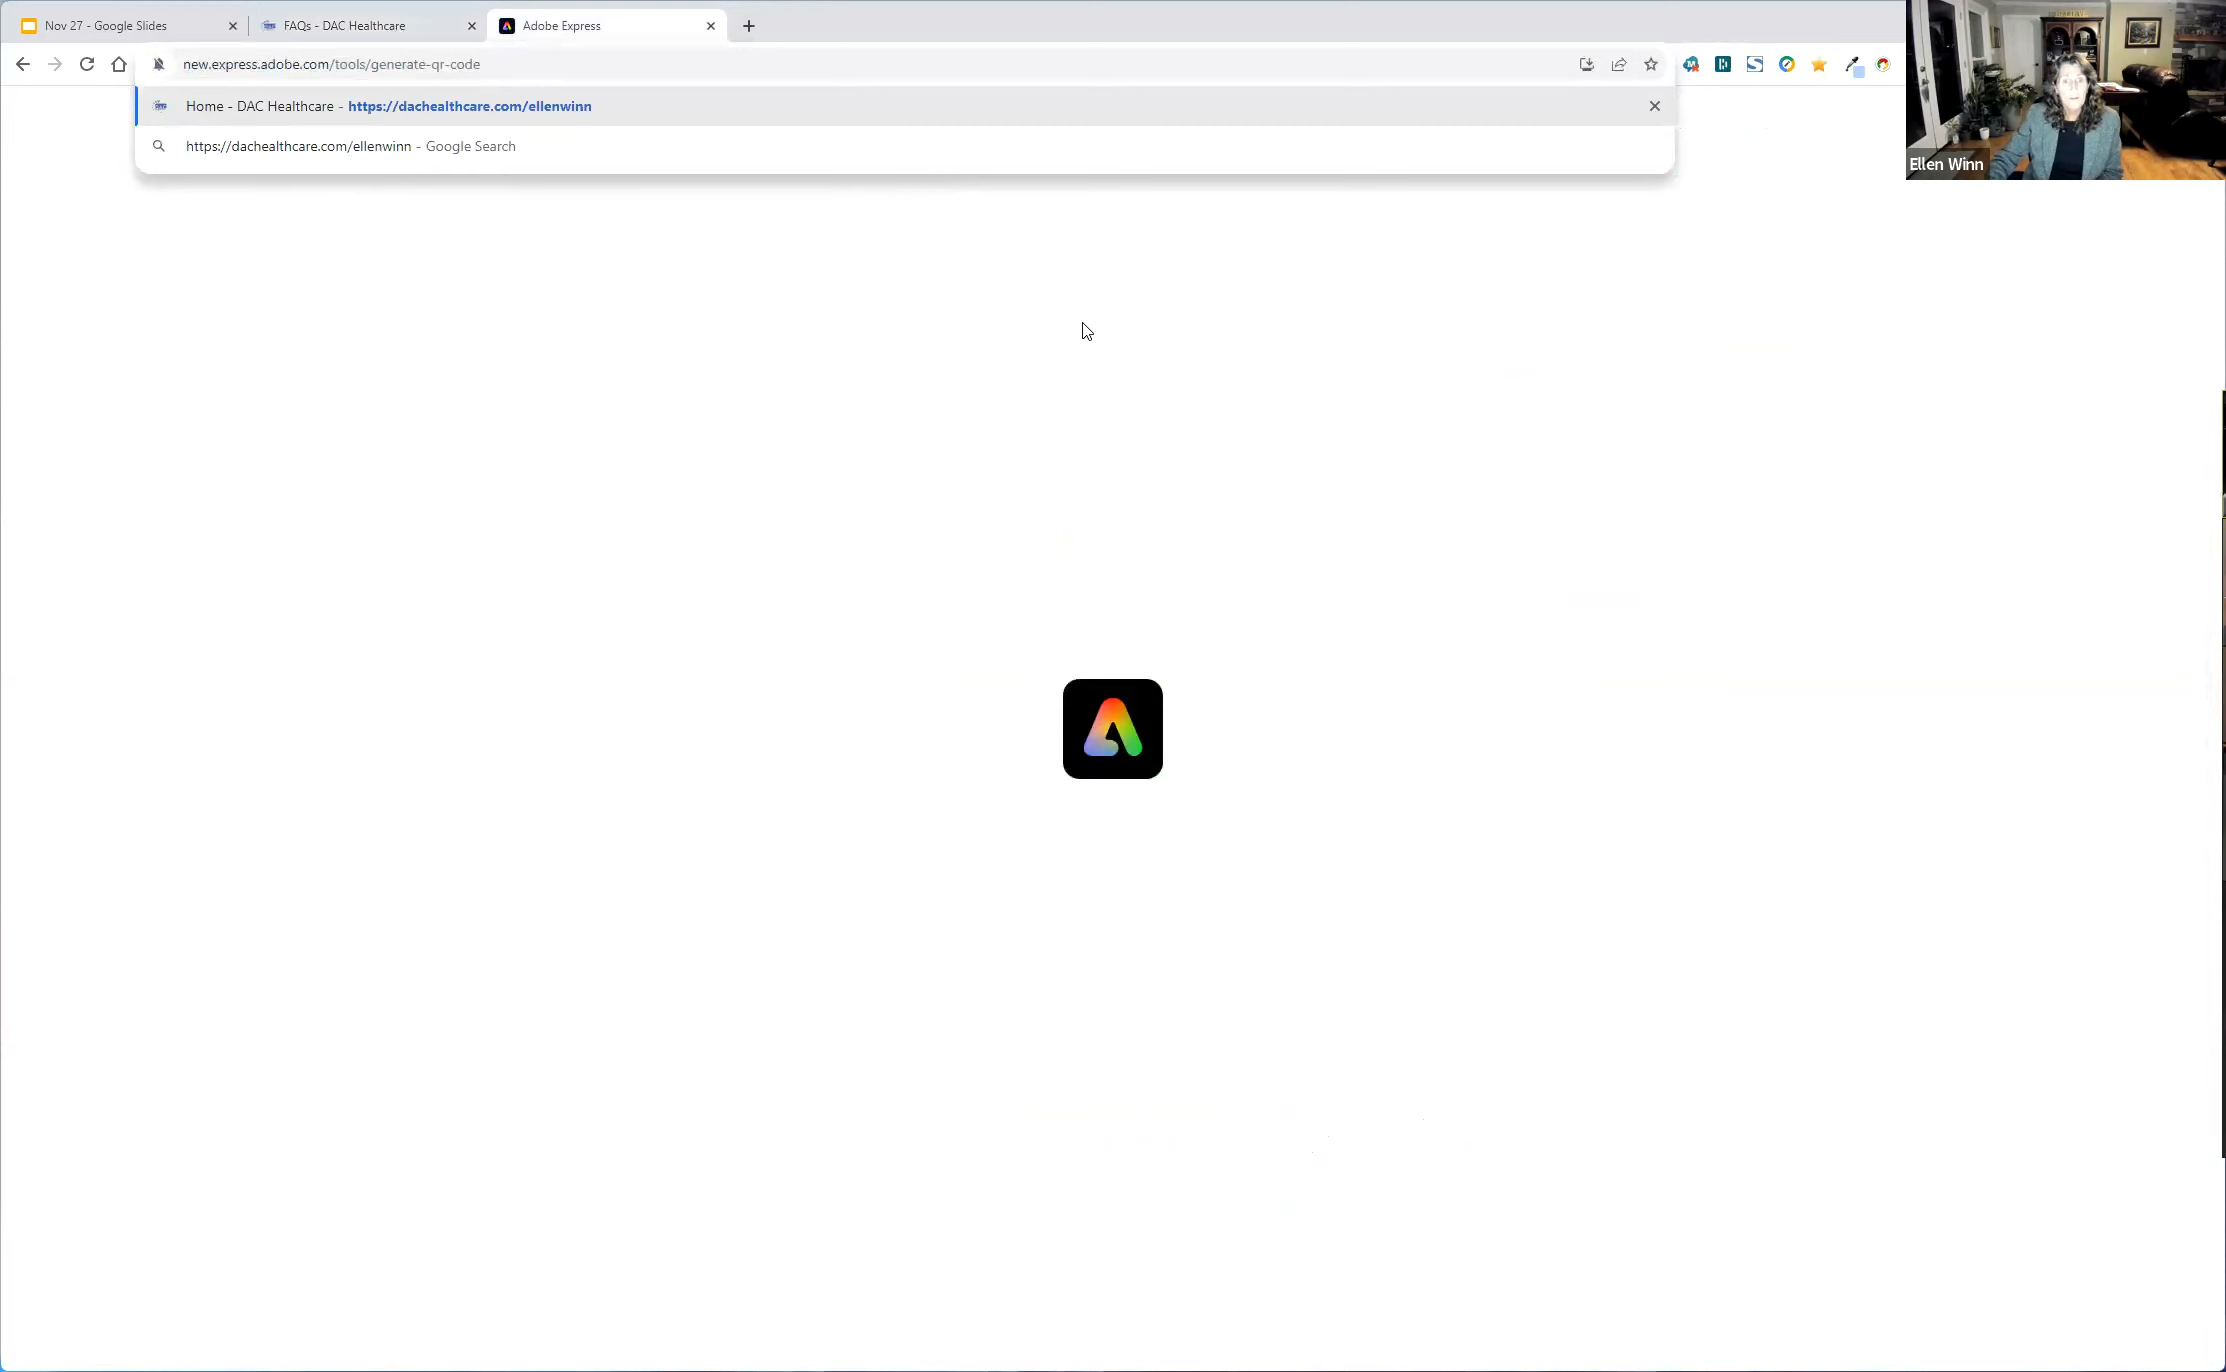 Nov 27 - Google Slides
FAQs - DAC Healthcare
Adobe Express
new.express.adobe.com/tools/generate-qr-code
Home - DAC Healthcare - https://dachealthcare.com/ellenwinn
https://dachealthcare.com/ellenwinn - Google Search
Ellen Winn